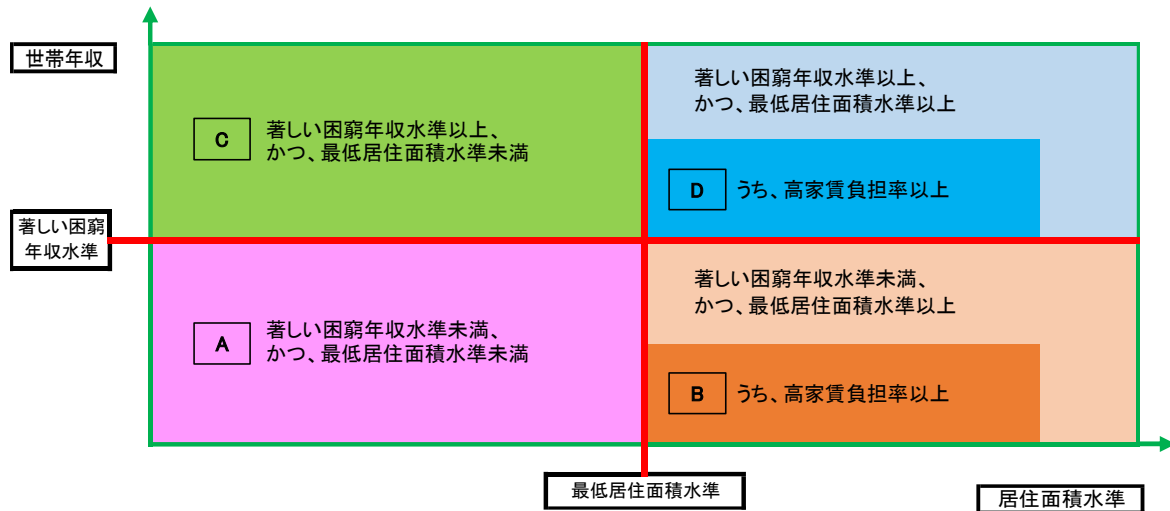 世帯年収
著しい困窮年収水準以上、
かつ、最低居住面積水準以上
C
著しい困窮年収水準以上、
かつ、最低居住面積水準未満
D
うち、高家賃負担率以上
著しい困窮
年収水準
著しい困窮年収水準未満、
かつ、最低居住面積水準以上
A
著しい困窮年収水準未満、
かつ、最低居住面積水準未満
B
うち、高家賃負担率以上
最低居住面積水準
居住面積水準